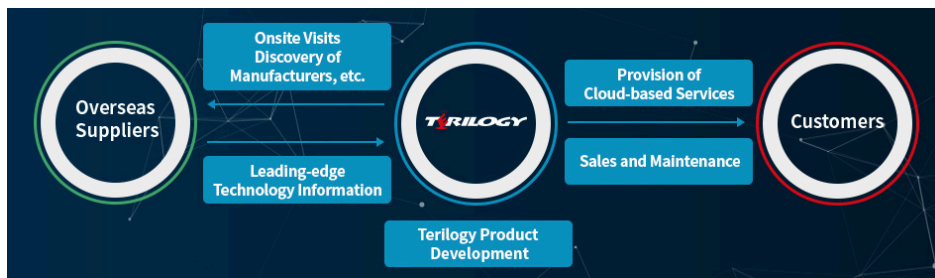 Onsite Visits
Discovery of
Manufacturers, etc.
Overseas
Suppliers
Leading-edge
Technology Information
TERILOGY
Terilogy Product
Development
Provision of
Cloud-based Services
Sales and Maintenance
Customers